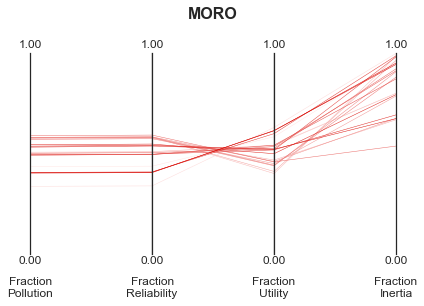 MORO
1.00 1.00 1.00 1.00
0.00 0.00 0.00 0.00
Fraction Fraction Fraction Fraction
Pollution Reliability Utility Inertia